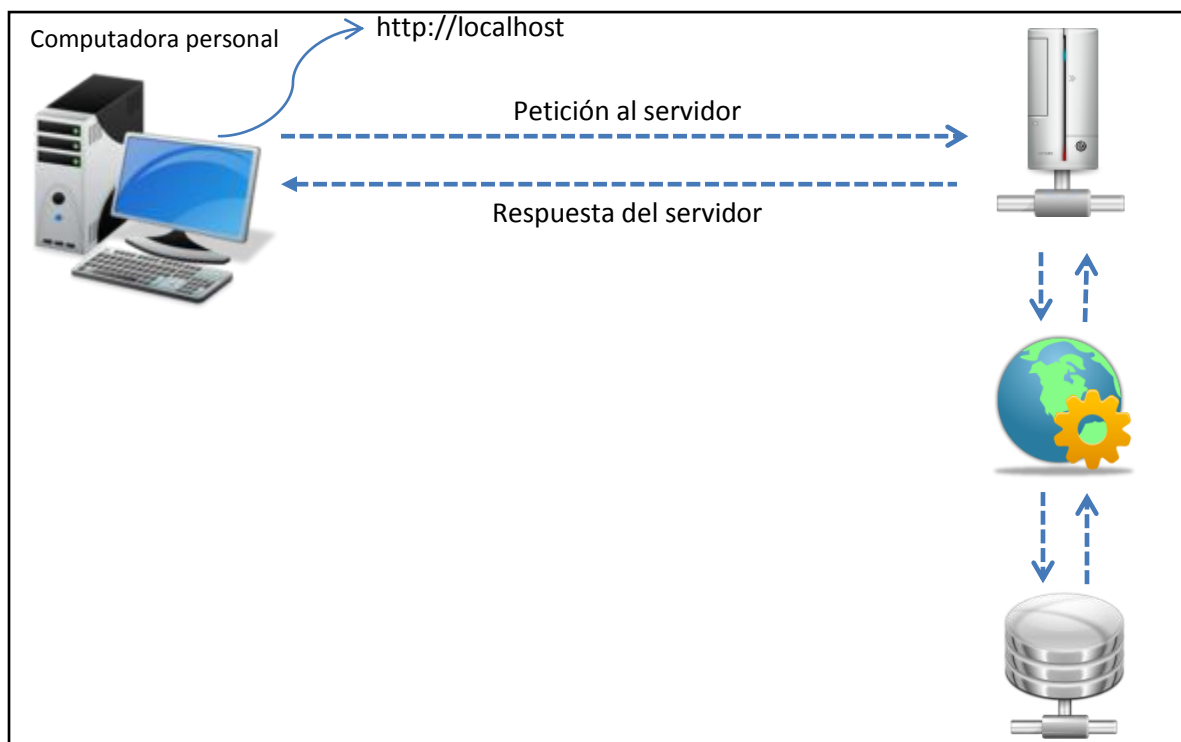 Computadora personal
http://localhost
Petición al servidor
Respuesta del servidor